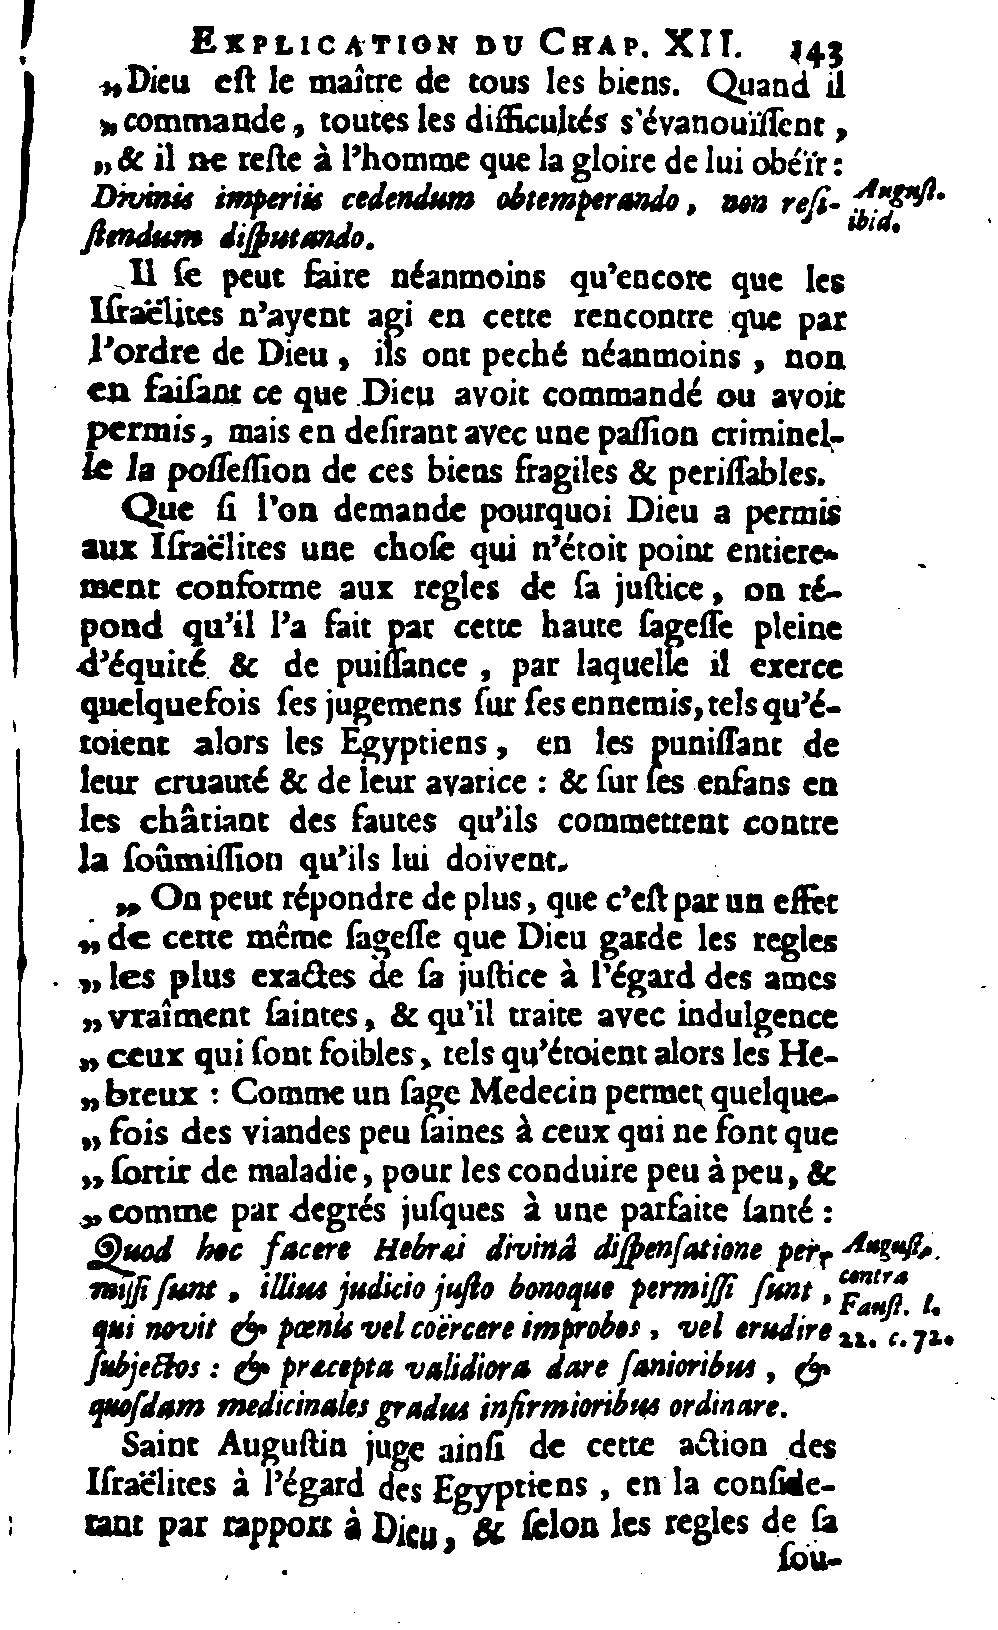 EXPLICATION DU CHAP. XII. 143
„Dieu eſt le maître de tous les biens. Quand il
„commande, toutes les difficultés s'évanouïſſent,
„& il ne reſte à l'homme que la gloire de lui obéïr:
Divinis imperiis cedendum obtemperando, non reſi-
ſtendum diſputando.
Auguſt.
ibid.
Il ſe peut faire néanmoins qu'encore que les
Iſraëlites n'ayent agi en cette rencontre que par
l'ordre de Dieu, ils ont peché néanmoins, non
en faiſant ce que Dieu avoit commandé ou avoit
permis, mais en deſirant avec une paſſion criminel-
le la poſſeſſion de ces biens fragiles & periſſables.
Que ſi l'on demande pourquoi Dieu a permis
aux Iſraëlites une choſe qui n'étoit point entiere-
ment conforme aux regles de ſa juſtice, on ré-
pond qu'il l'a fait par cette haute ſageſſe pleine
d'équité & de puiſſance, par laquelle il exerce
quelquefois ſes jugemens ſur ſes ennemis, tels qu'é-
toient alors les Egyptiens, en les puniſſant de
leur cruauté & de leur avarice: & ſur ſes enfans en
les châtiant des fautes qu'ils commettent contre
la ſoûmiſſion qu'ils lui doivent.
„ On peut répondre de plus, que c'eſt par un effet
„de cette même ſageſſe que Dieu garde les regles
„les plus exactes de ſa juſtice à l'égard des ames
„vraîment ſaintes, & qu'il traite avec indulgence
„ceux qui ſont foibles, tels qu'étoient alors les He-
„breux: Comme un ſage Medecin permet quelque-
„fois des viandes peu ſaines à ceux qui ne font que
„ſortir de maladie, pour les conduire peu à peu, &
„comme par degrés juſques à une parfaite ſanté:
Quod hoc facere Hebræi divinâ diſpenſatione per-
miſſi ſunt, illius judicio juſto bonoque permiſſi ſunt,
qui novit & pœnis vel coërcere improbos, vel erudire
ſubjectos: & præcepta validiora dare ſanioribus, &
quoſdam medicinales gradus infirmioribus ordinare.
Auguſt.
contra
Fauſt. l.
22. c. 72.
Saint Auguſtin juge ainſi de cette action des
Iſraëlites à l'égard des Egyptiens, en la conſide-
rant par rapport à Dieu, & ſelon les regles de ſa
ſou-